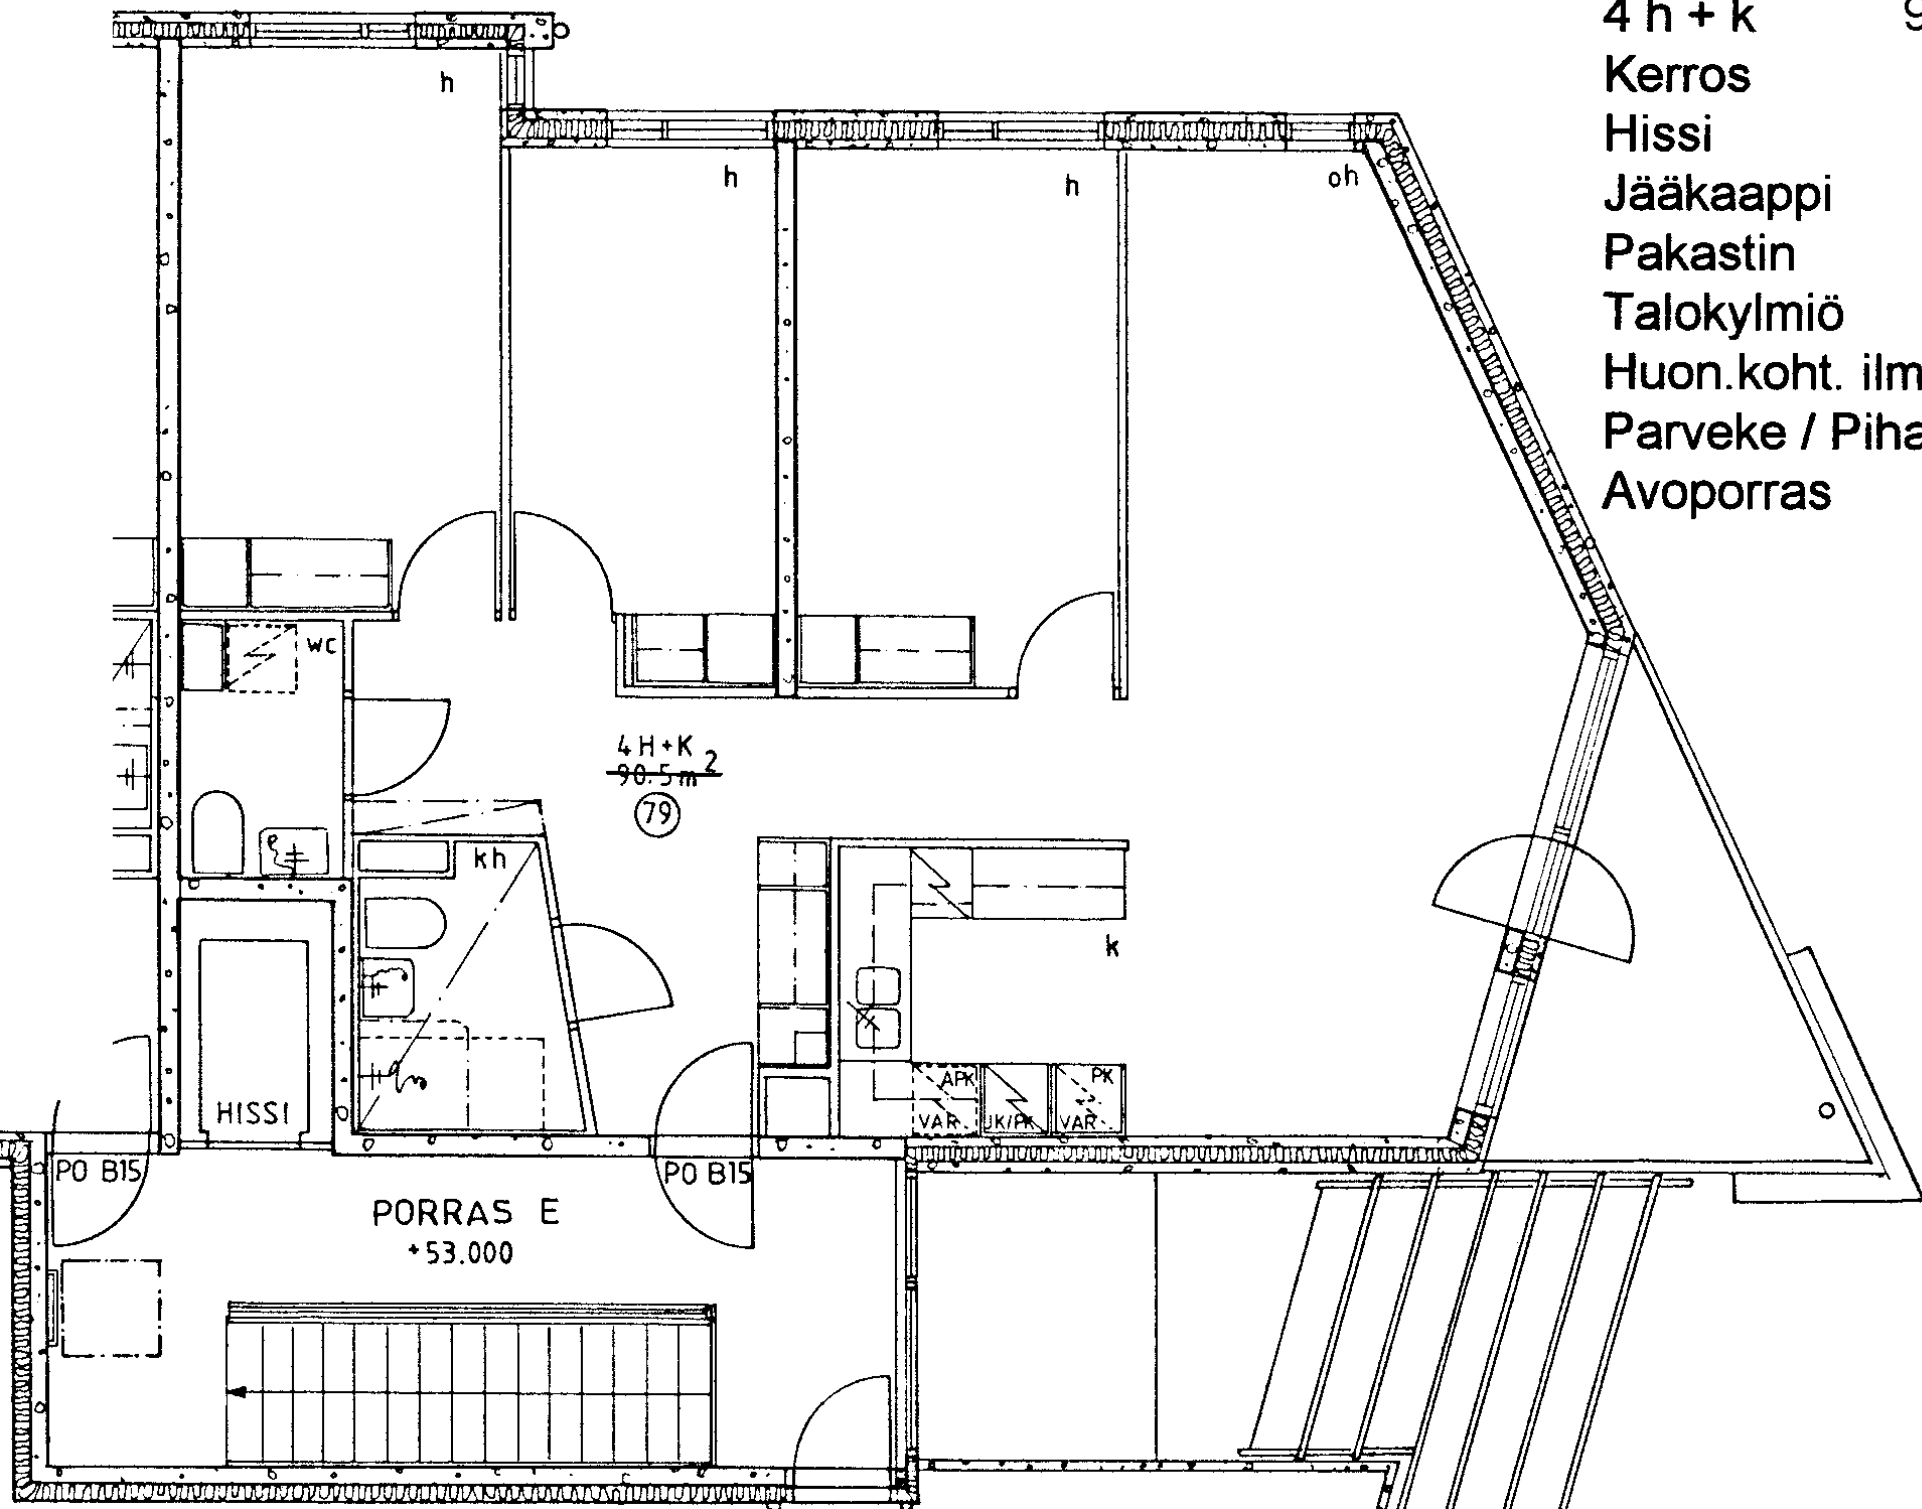 4 h + k 9
Kerros
Hissi
Jääkaappi
Pakastin
Talokylmiö
Huon.koht. ilm
Parveke / Piha
Avoporras
h
h
h
oh
WC
4 H+K
90.5 m2
79
kh
k
HISSI
APK
VAR
JK/PK
PK
VAR
PO B15
PO B15
PORRAS E
+53.000